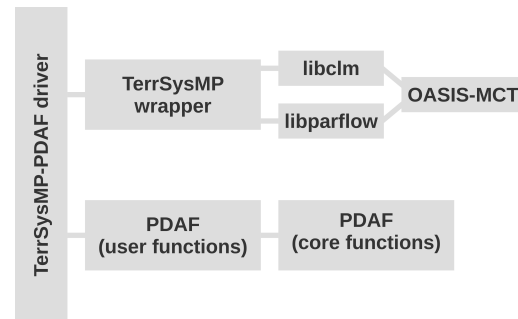 TerrSysMP-PDAF driver
TerrSysMP
wrapper
libclm
libparflow
OASIS-MCT
PDAF
(user functions)
PDAF
(core functions)